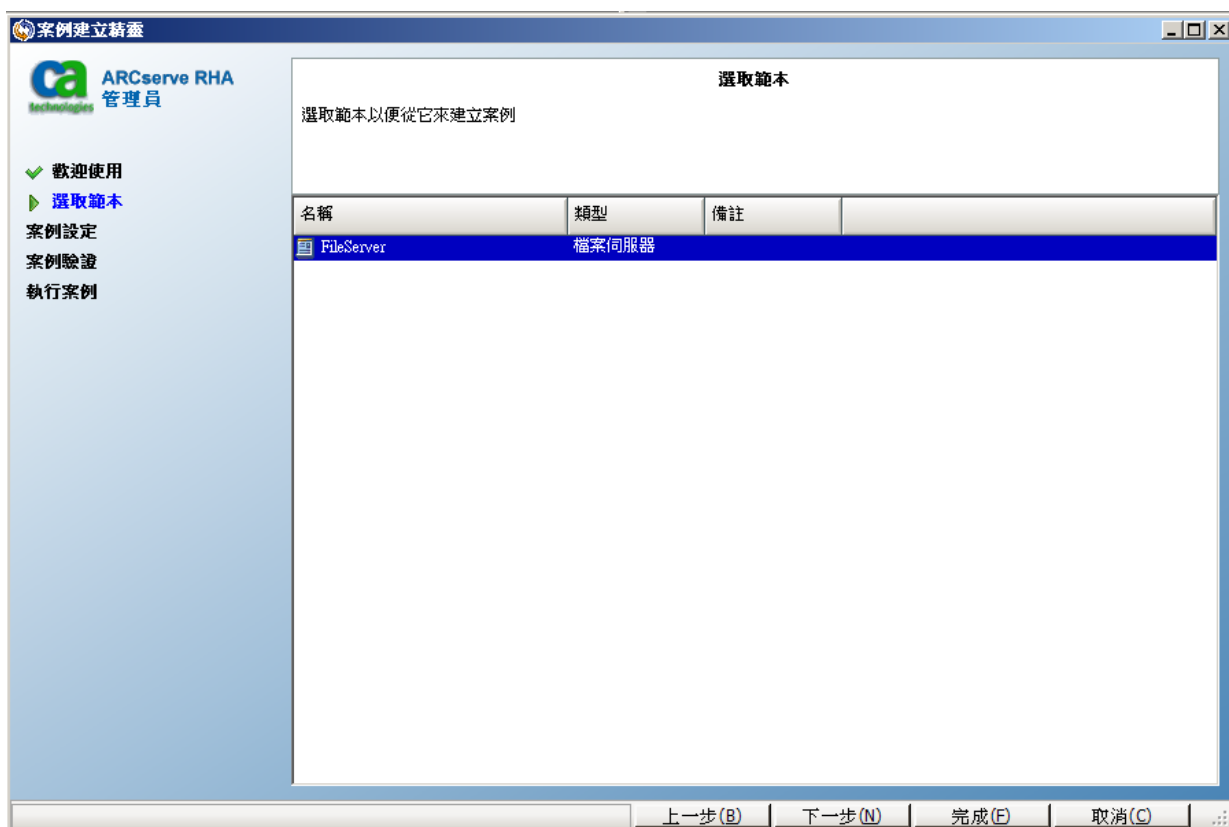 案例建立精靈
ca
technologies
ARCserve RHA
管理員
歡迎使用
選取範本
案例設定
案例驗證
執行案例
選取範本
選取範本以便從它來建立案例
名稱 類型 備註
FileServer 檔案伺服器
上一步(B) 下一步(N) 完成(F) 取消(C)